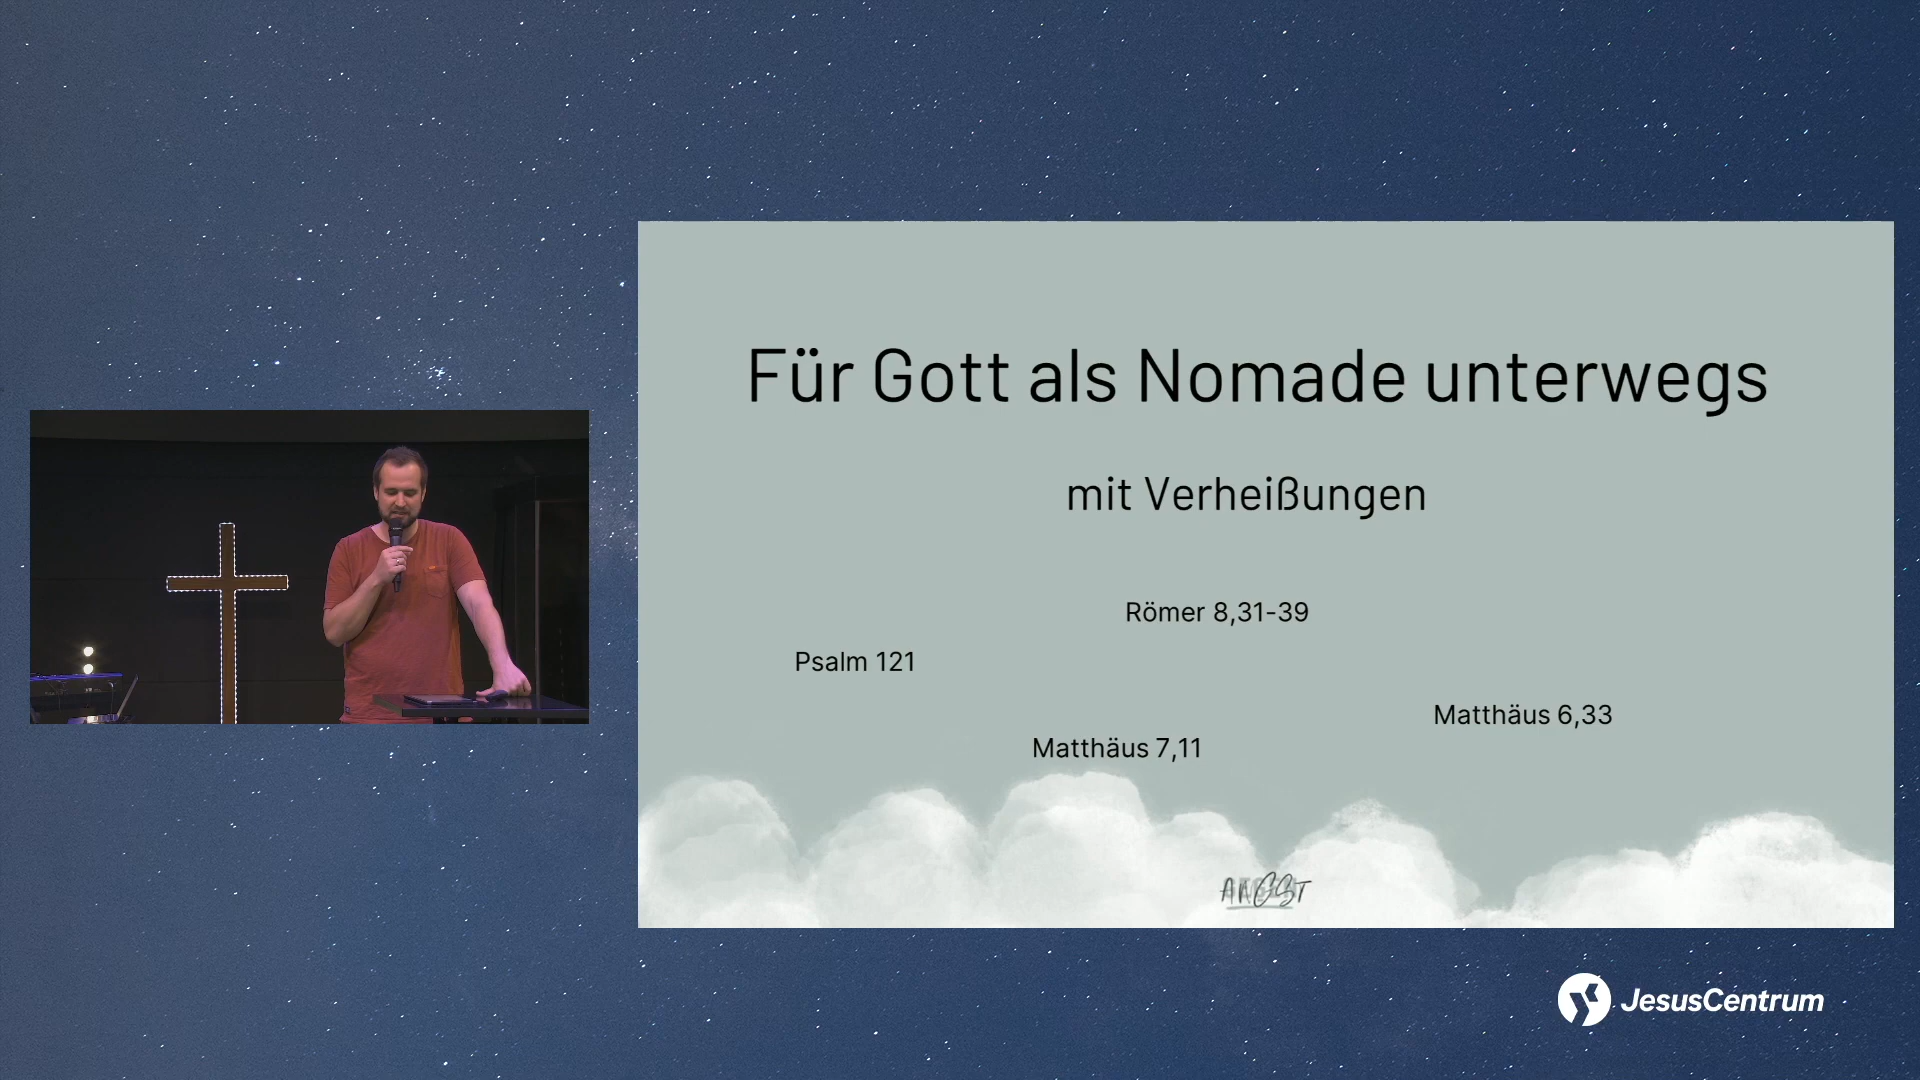 Für Gott als Nomade unterwegs
mit Verheißungen
Römer 8,31-39
Psalm 121
Matthäus 6,33
Matthäus 7,11
ANGST
JesusCentrum